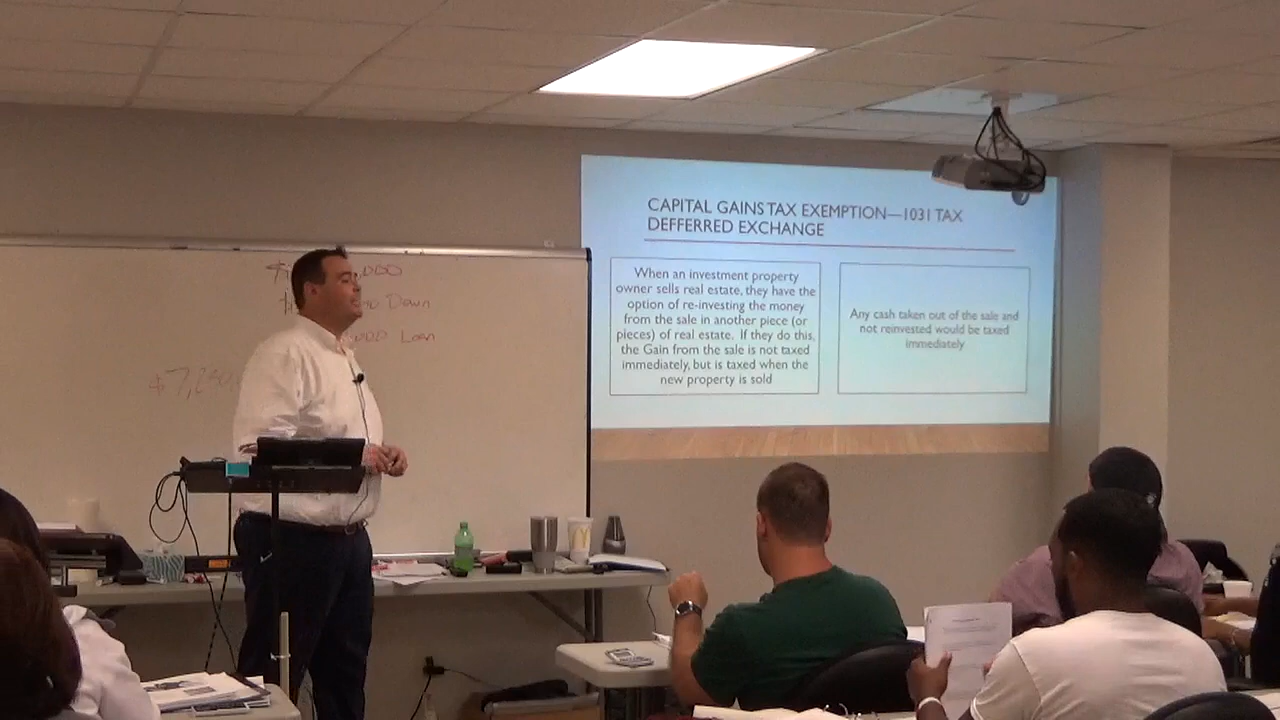 CAPITAL GAINS TAX EXEMPTION—1031 TAX
DEFFERRED EXCHANGE
When an investment property
owner sells real estate, they have the
option of re-investing the money
from the sale in another piece (or
pieces) of real estate. If they do this,
the Gain from the sale is not taxed
immediately, but is taxed when the
new property is sold
Any cash taken out of the sale and
not reinvested would be taxed
immediately
Down
Loan